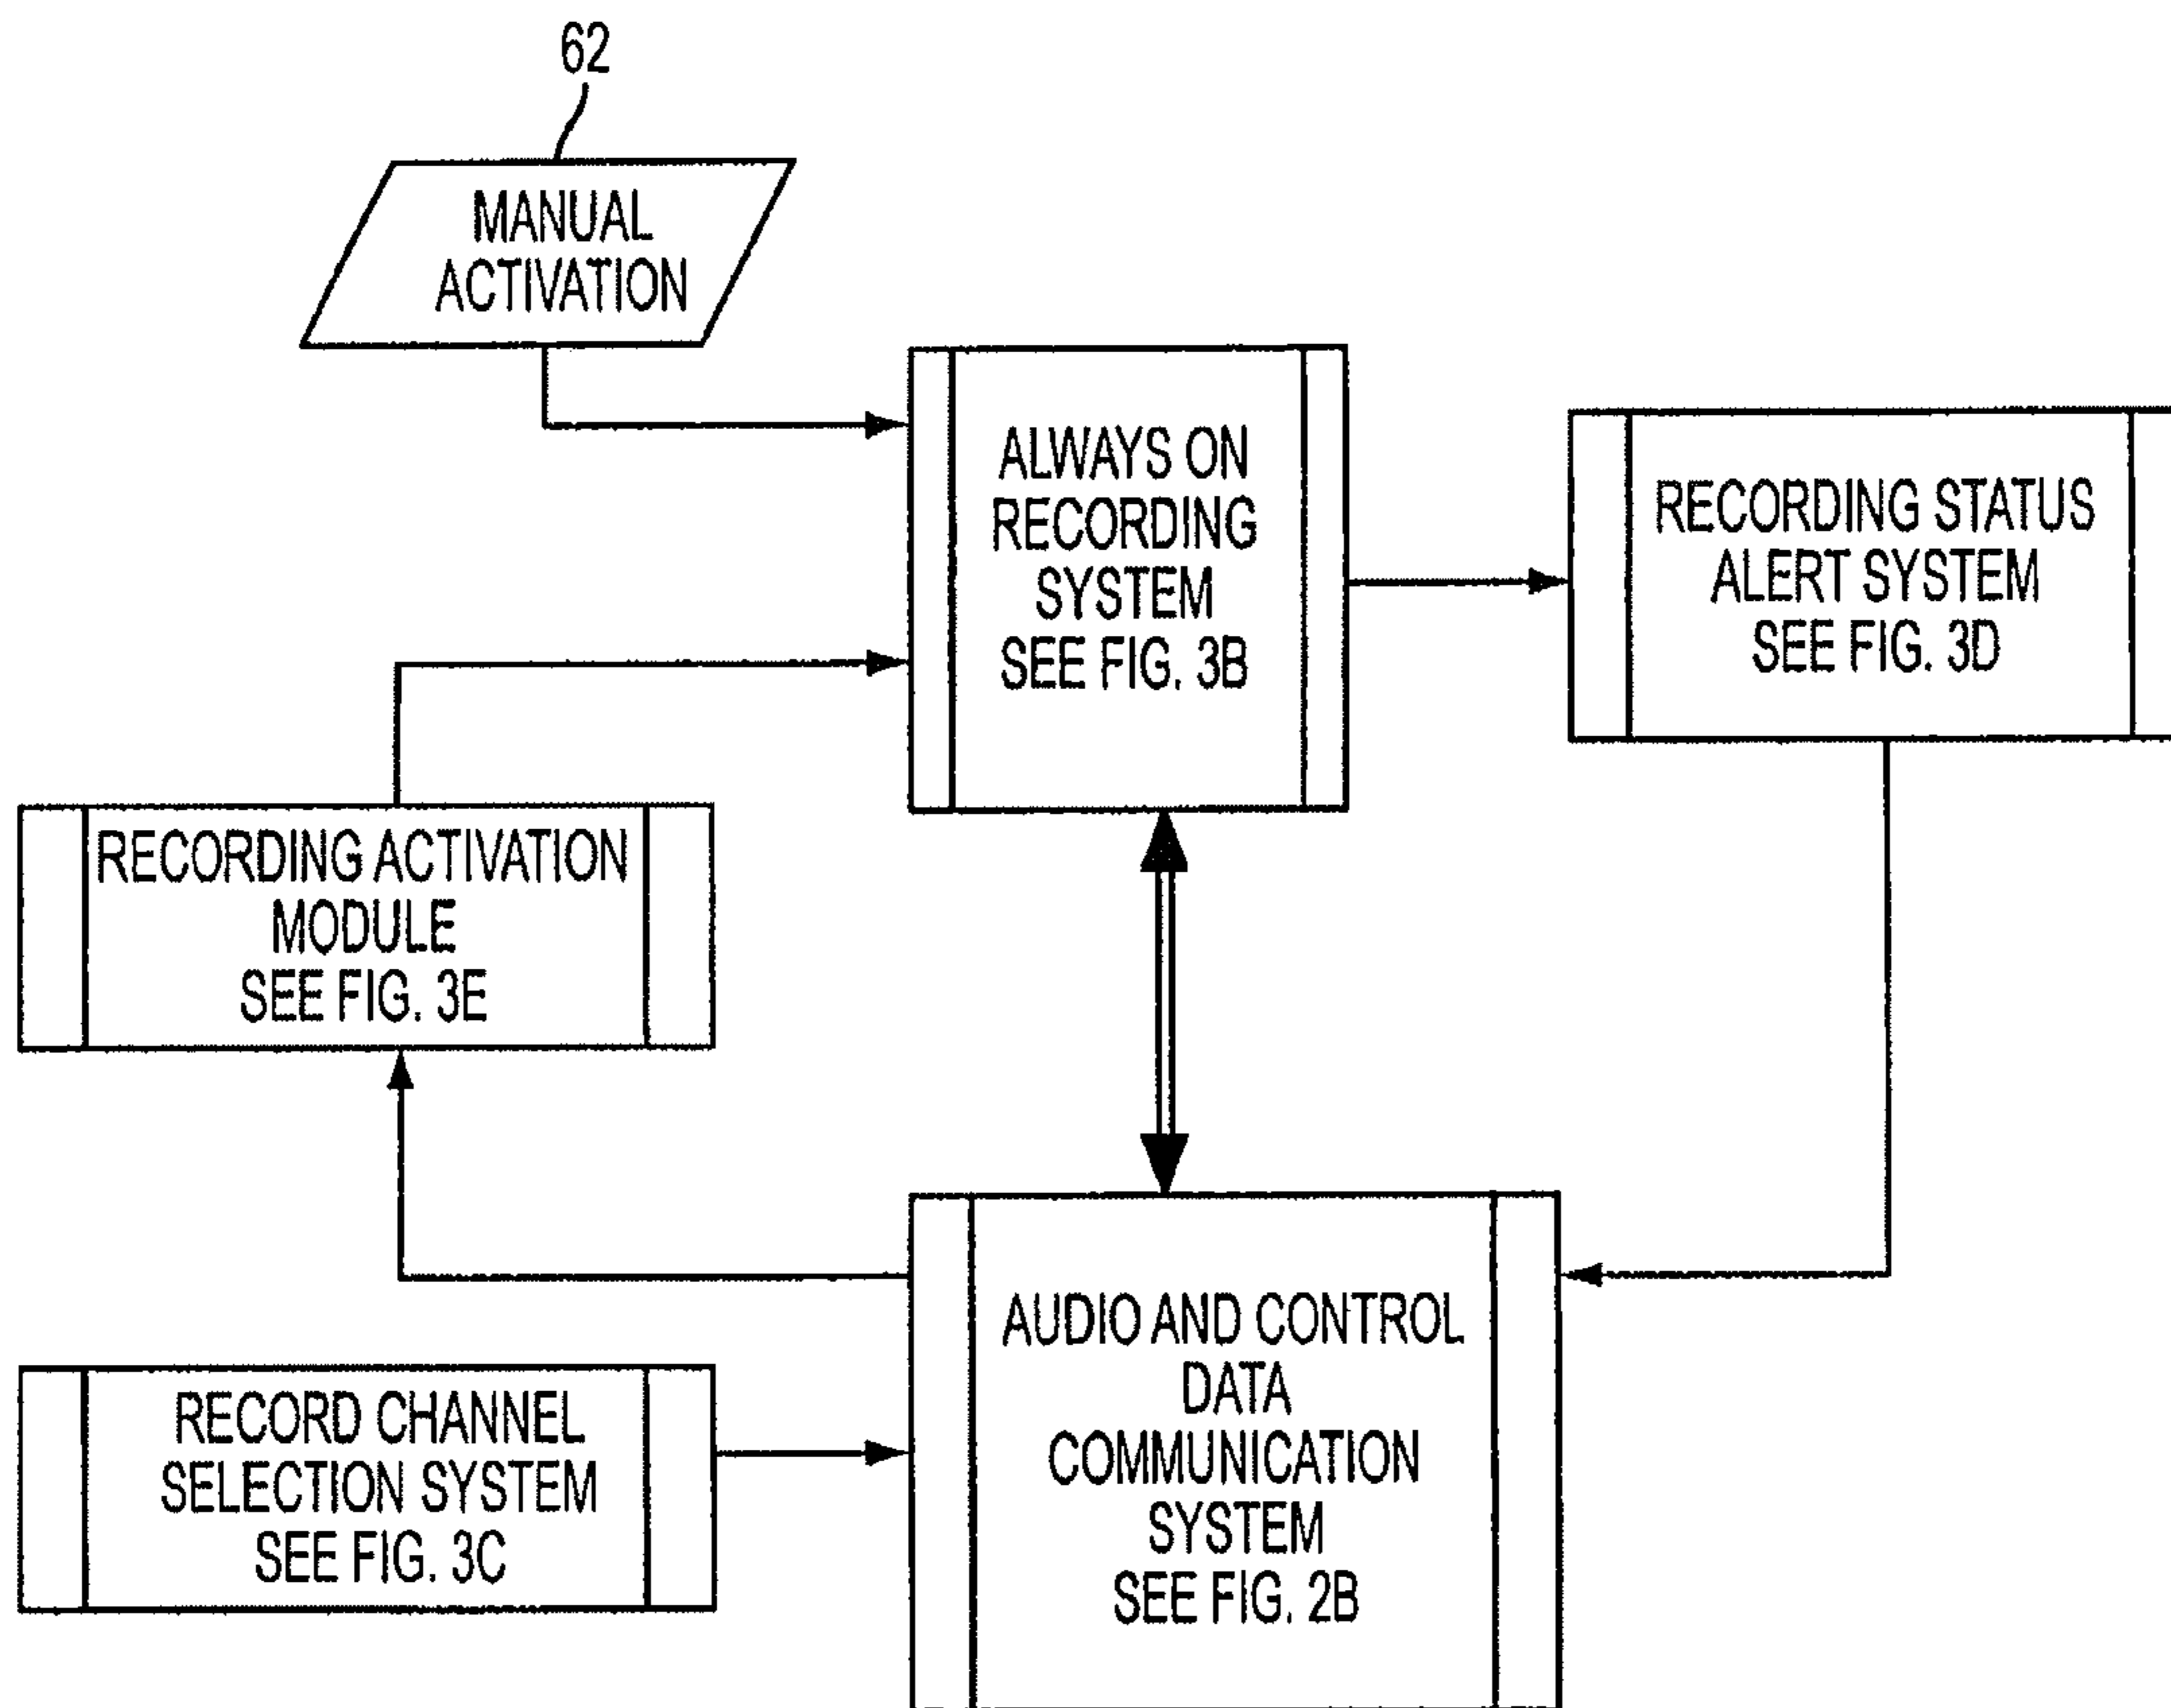 62
MANUAL
ACTIVATION
ALWAYS ON
RECORDING
SYSTEM
SEE FIG. 3B
RECORDING STATUS
ALERT SYSTEM
SEE FIG. 3D
RECORDING ACTIVATION
MODULE
SEE FIG. 3E
RECORD CHANNEL
SELECTION SYSTEM
SEE FIG. 3C
AUDIO AND CONTROL
DATA
COMMUNICATION
SYSTEM
SEE FIG. 2B